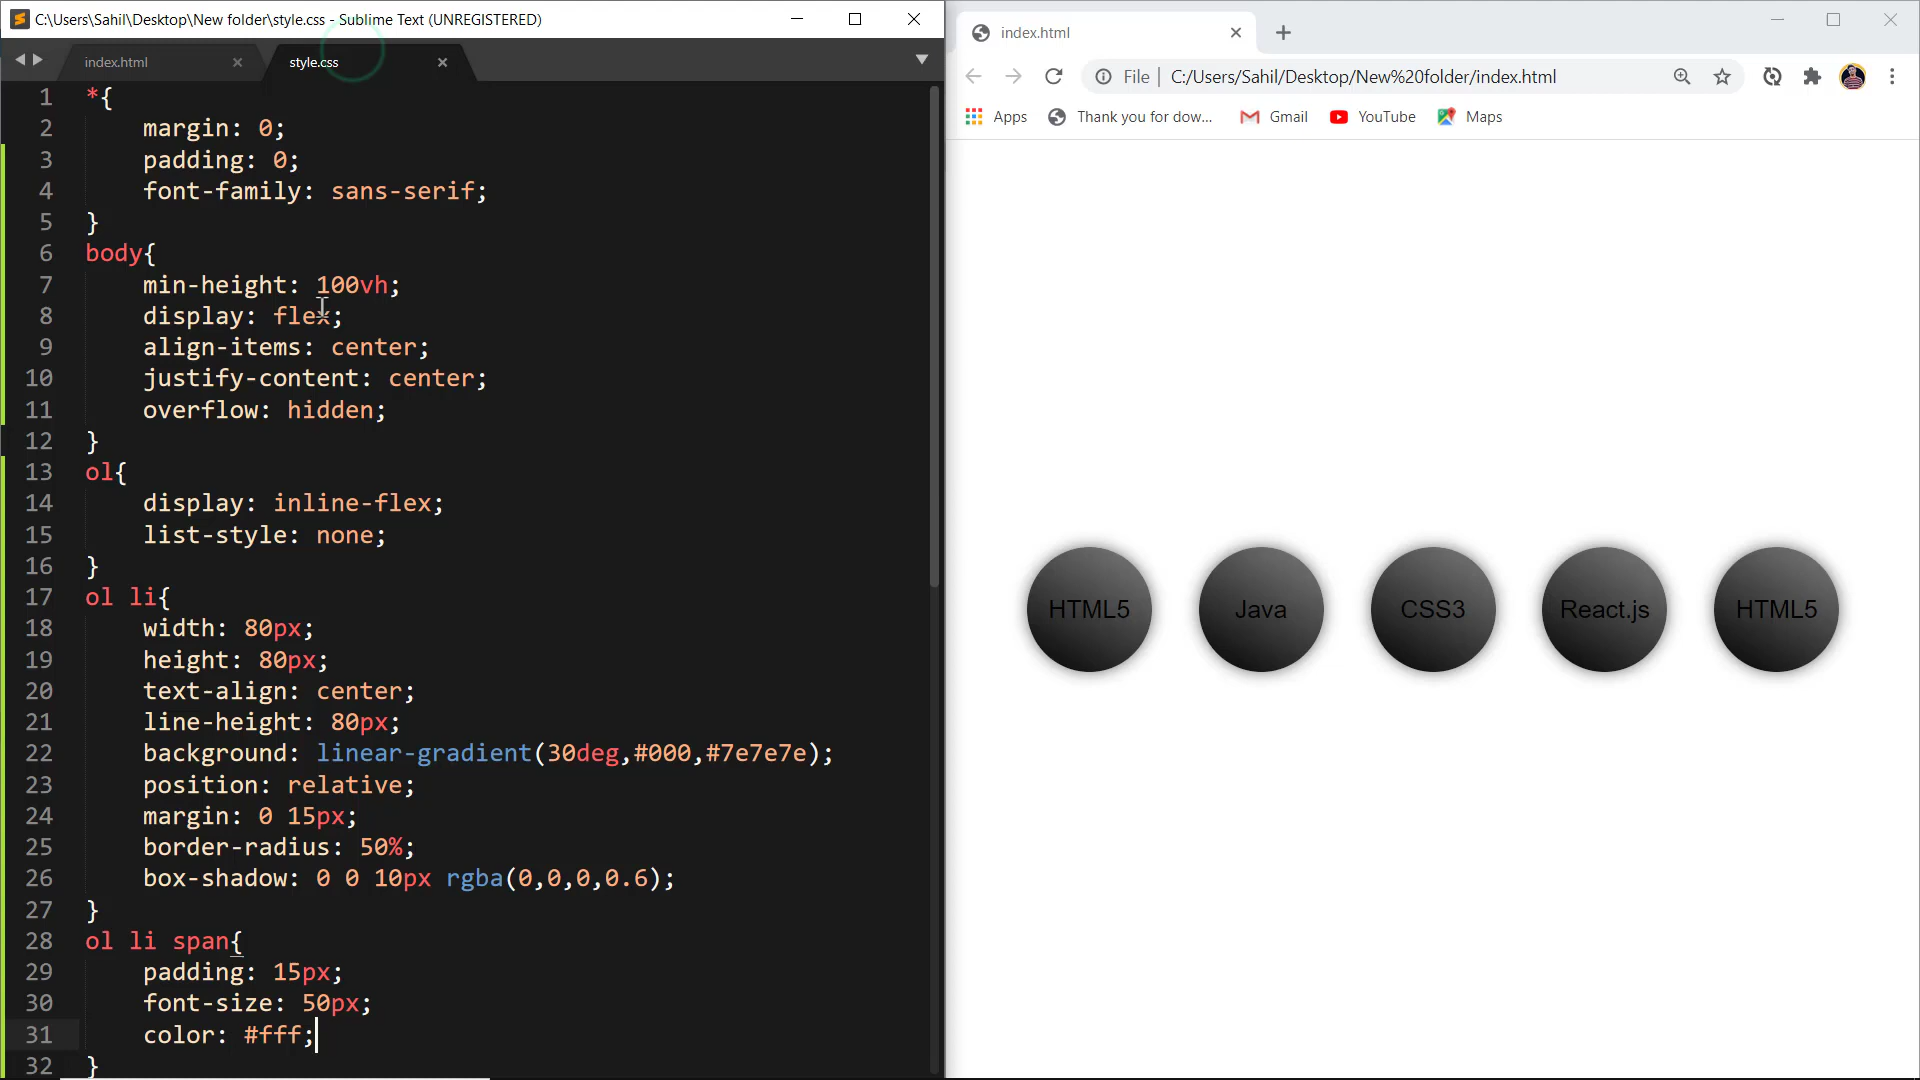 C:\Users\Sahil\Desktop\New folder\style.css - Sublime Text (UNREGISTERED)
index.html
style.css
1 *{
2 margin: 0;
3 padding: 0;
4 font-family: sans-serif;
5 }
6 body{
7 min-height: 100vh;
8 display: flex;
9 align-items: center;
10 justify-content: center;
11 overflow: hidden;
12 }
13 ol{
14 display: inline-flex;
15 list-style: none;
16 }
17 ol li{
18 width: 80px;
19 height: 80px;
20 text-align: center;
21 line-height: 80px;
22 background: linear-gradient(30deg,#000,#7e7e7e);
23 position: relative;
24 margin: 0 15px;
25 border-radius: 50%;
26 box-shadow: 0 0 10px rgba(0,0,0,0.6);
27 }
28 ol li span{
29 padding: 15px;
30 font-size: 50px;
31 color: #fff;
32 }
index.html
File | C:/Users/Sahil/Desktop/New%20folder/index.html
Apps Thank you for dow... Gmail YouTube Maps
HTML5 Java CSS3 React.js HTML5